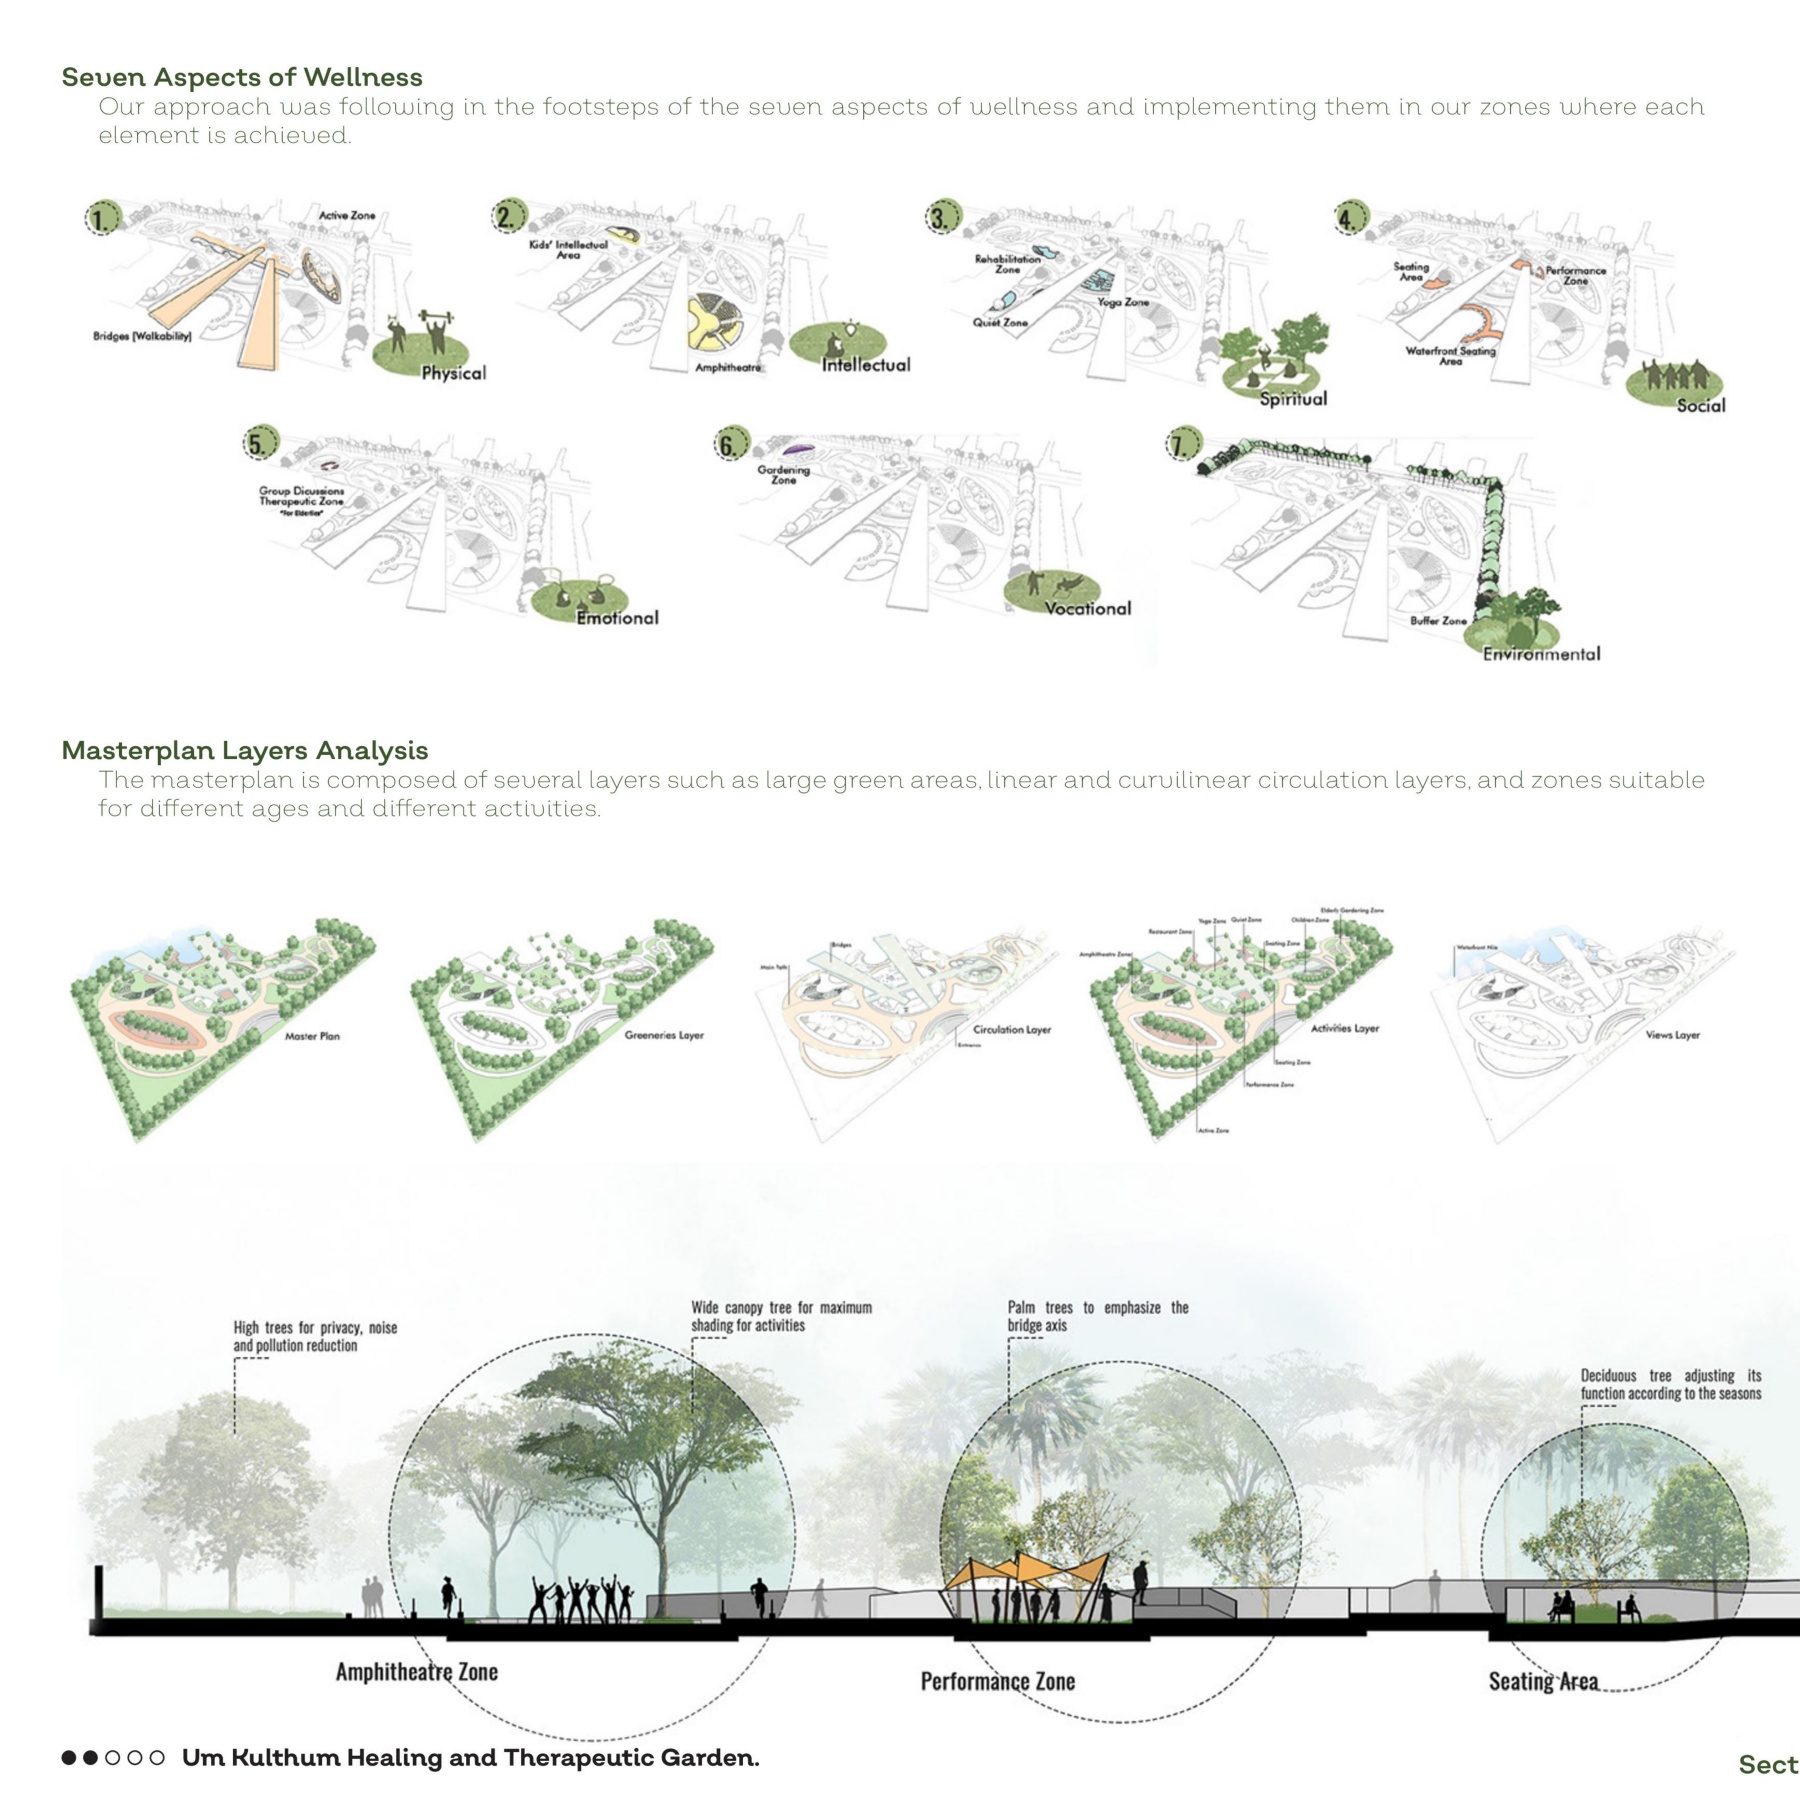 Seven Aspects of Wellness
Our approach was following in the footsteps of the seven aspects of wellness and implementing them in our zones where each
element is achieved.
1.
Active Zone
Bridges (Walkability)
Physical
2.
Kids' Intellectual
Area
Amphitheatre
Intellectual
3.
Rehabilitation
Zone
Yoga Zone
Quiet Zone
Spiritual
4.
Seating
Area
Performance
Zone
Waterfront Seating
Area
Social
5.
Group Dicussions
Therapeutic Zone
"For Elderlies"
Emotional
6.
Gardening
Zone
Vocational
7.
Buffer Zone
Environmental
Masterplan Layers Analysis
The masterplan is composed of several layers such as large green areas, linear and curvilinear circulation layers, and zones suitable
for different ages and different activities.
Master Plan
Greeneries Layer
Bridges
Main Path
Circulation Layer
Entrance
Elderly Gardening Zone
Yoga Zone
Quiet Zone
Children Zone
Restaurant Zone
Seating Zone
Amphitheatre Zone
Activities Layer
Seating Zone
Performance Zone
Active Zone
Waterfront Nile
Views Layer
High trees for privacy, noise
and pollution reduction
Wide canopy tree for maximum
shading for activities
Palm trees to emphasize the
bridge axis
Deciduous tree adjusting its
function according to the seasons
Amphitheatre Zone
Performance Zone
Seating Area
Um Kulthum Healing and Therapeutic Garden.
Sect